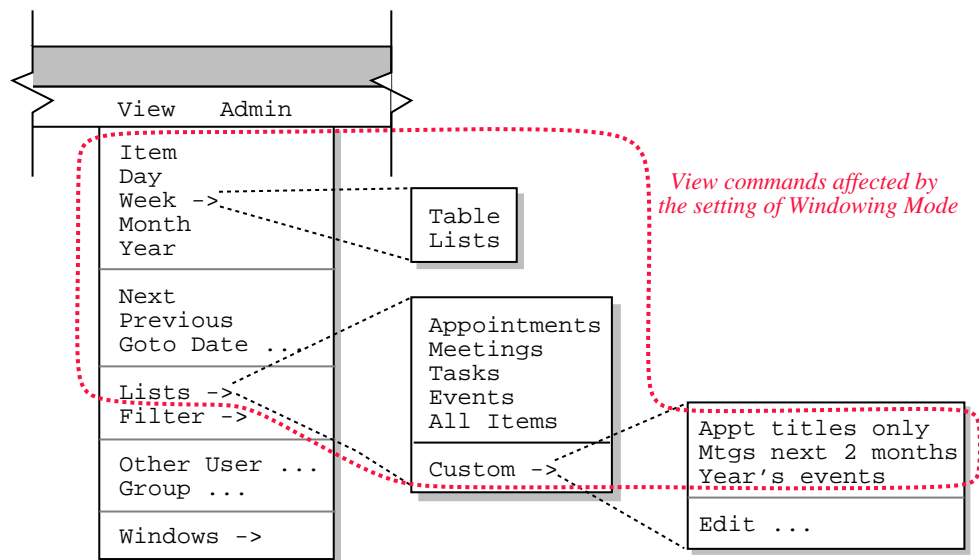 View Admin
Item
Day
Week ->
Month
Year
Next
Previous
Goto Date ...
Lists ->
Filter ->
Other User ...
Group ...
Windows ->
Table
Lists
Appointments
Meetings
Tasks
Events
All Items
Custom ->
Appt titles only
Mtgs next 2 months
Year's events
Edit ...
View commands affected by
the setting of Windowing Mode